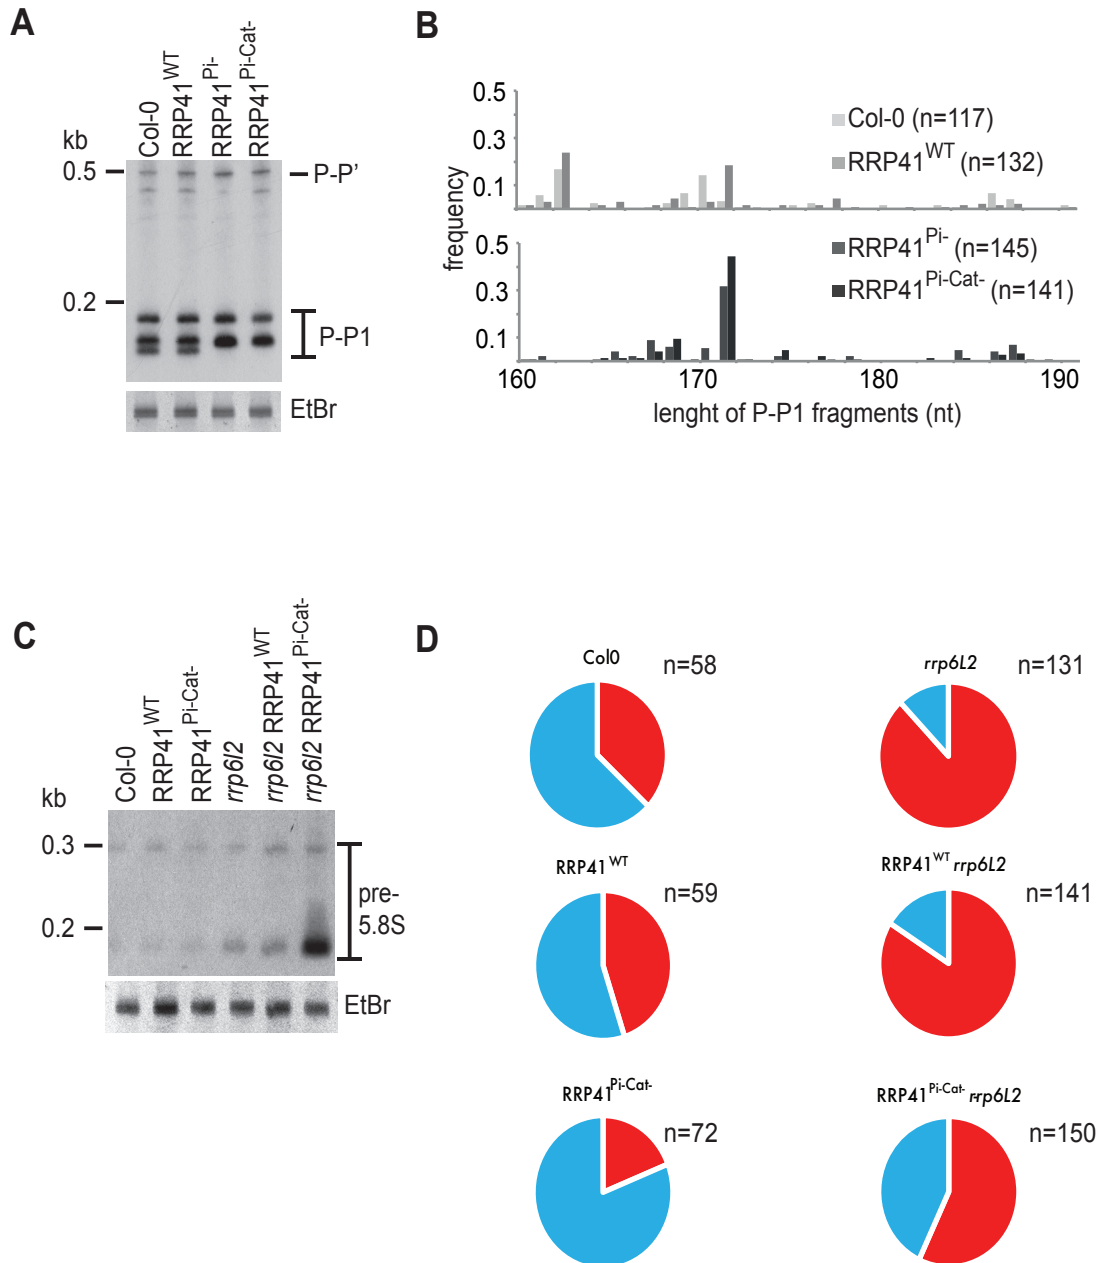 A
Col-0
RRP41WT
RRP41Pi-
RRP41Pi-Cat-
kb
0.5
0.2
P-P'
P-P1
EtBr
B
0.5
0.3
0.1
Col-0 (n=117)
RRP41WT (n=132)
frequency
0.5
0.3
0.1
RRP41Pi- (n=145)
RRP41Pi-Cat- (n=141)
160 170 180 190
lenght of P-P1 fragments (nt)
C
Col-0
RRP41WT
RRP41Pi-Cat-
rrp6l2
rrp6l2 RRP41WT
rrp6l2 RRP41Pi-Cat-
kb
0.3
0.2
pre-
5.8S
EtBr
D
Col0
n=58
rrp6L2
n=131
RRP41WT
n=59
RRP41WT rrp6L2
n=141
RRP41Pi-Cat-
n=72
RRP41Pi-Cat- rrp6L2
n=150